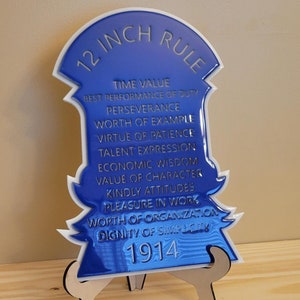 12 INCH RULE
TIME VALUE
BEST PERFORMANCE OF DUTY
PERSEVERANCE
WORTH OF EXAMPLE
VIRTUE OF PATIENCE
TALENT EXPRESSION
ECONOMIC WISDOM
VALUE OF CHARACTER
KINDLY ATTITUDES
PLEASURE IN WORK
WORTH OF ORGANIZATION
DIGNITY OF SIMPLICITY
1914